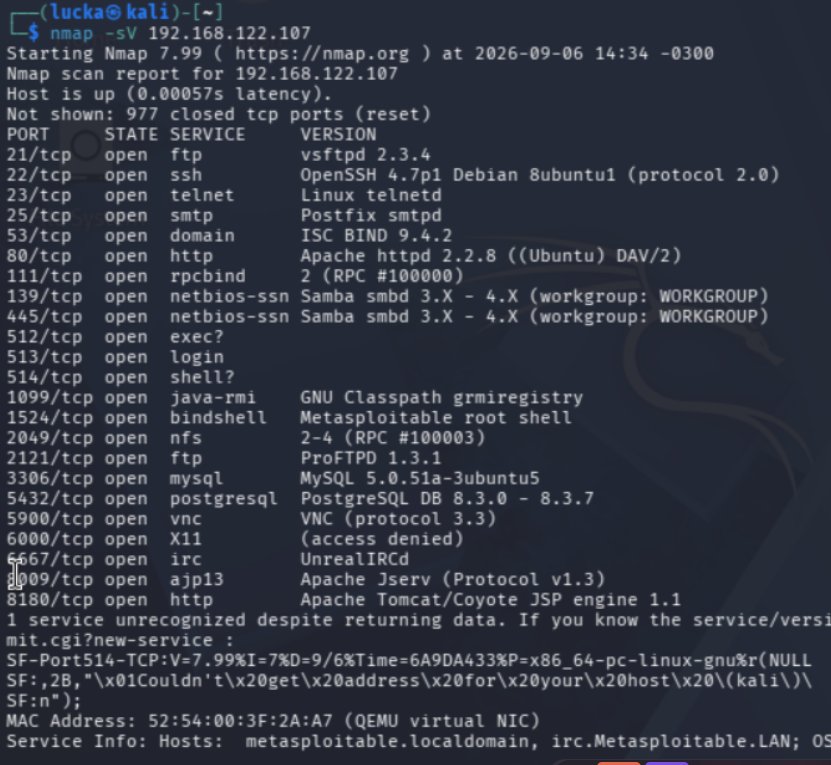 ┌──(lucka㉿kali)-[~]
└─$ nmap -sV 192.168.122.107
Starting Nmap 7.99 ( https://nmap.org ) at 2026-09-06 14:34 -0300
Nmap scan report for 192.168.122.107
Host is up (0.00057s latency).
Not shown: 977 closed tcp ports (reset)
PORT     STATE SERVICE     VERSION
21/tcp   open  ftp         vsftpd 2.3.4
22/tcp   open  ssh         OpenSSH 4.7p1 Debian 8ubuntu1 (protocol 2.0)
23/tcp   open  telnet      Linux telnetd
25/tcp   open  smtp        Postfix smtpd
53/tcp   open  domain      ISC BIND 9.4.2
80/tcp   open  http        Apache httpd 2.2.8 ((Ubuntu) DAV/2)
111/tcp  open  rpcbind     2 (RPC #100000)
139/tcp  open  netbios-ssn Samba smbd 3.X - 4.X (workgroup: WORKGROUP)
445/tcp  open  netbios-ssn Samba smbd 3.X - 4.X (workgroup: WORKGROUP)
512/tcp  open  exec?
513/tcp  open  login
514/tcp  open  shell?
1099/tcp open  java-rmi    GNU Classpath grmiregistry
1524/tcp open  bindshell   Metasploitable root shell
2049/tcp open  nfs         2-4 (RPC #100003)
2121/tcp open  ftp         ProFTPD 1.3.1
3306/tcp open  mysql       MySQL 5.0.51a-3ubuntu5
5432/tcp open  postgresql  PostgreSQL DB 8.3.0 - 8.3.7
5900/tcp open  vnc         VNC (protocol 3.3)
6000/tcp open  X11         (access denied)
6667/tcp open  irc         UnrealIRCd
8009/tcp open  ajp13       Apache Jserv (Protocol v1.3)
8180/tcp open  http        Apache Tomcat/Coyote JSP engine 1.1
1 service unrecognized despite returning data. If you know the service/versi
mit.cgi?new-service :
SF-Port514-TCP:V=7.99%I=7%D=9/6%Time=6A9DA433%P=x86_64-pc-linux-gnu%r(NULL
SF:,2B,"\x01Couldn't\x20get\x20address\x20for\x20your\x20host\x20\(kali\)\
SF:n");
MAC Address: 52:54:00:3F:2A:A7 (QEMU virtual NIC)
Service Info: Hosts:  metasploitable.localdomain, irc.Metasploitable.LAN; OS